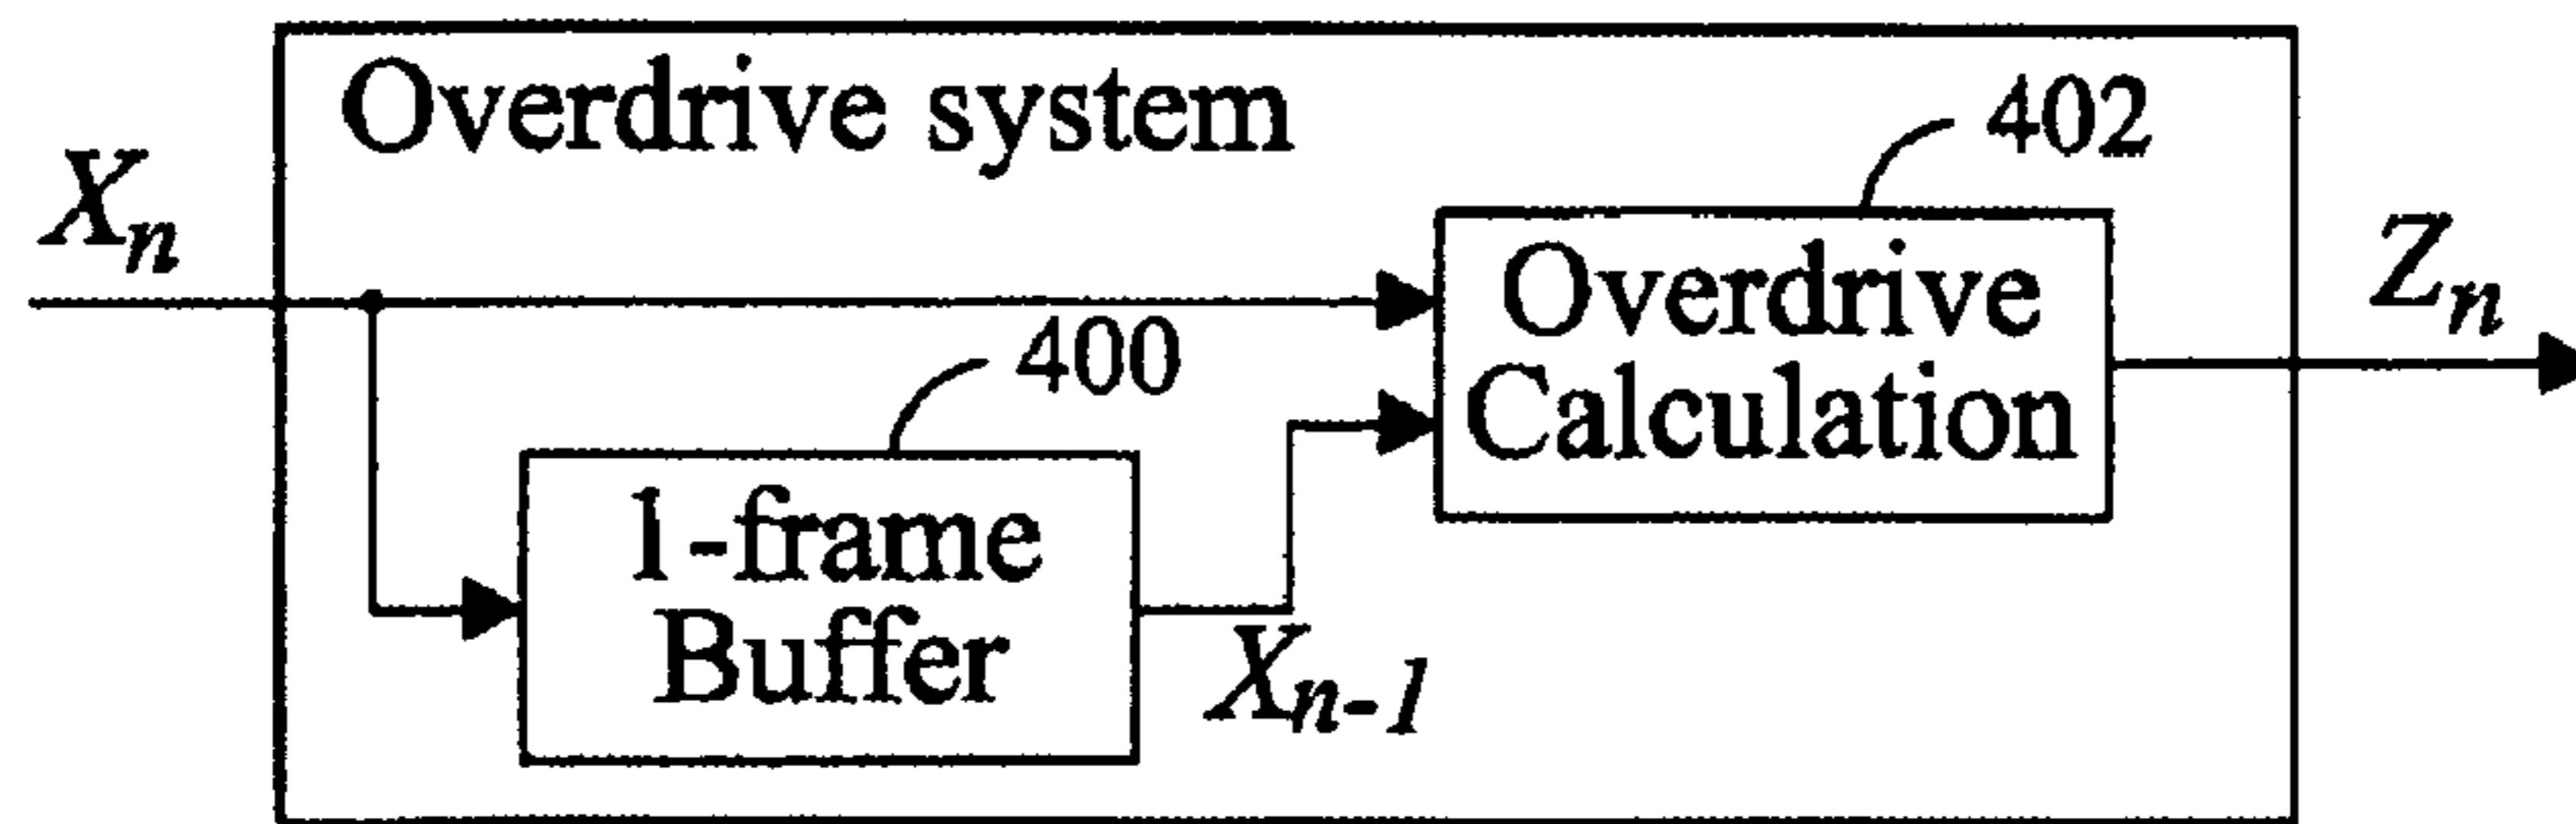 Overdrive system
402
Xn
Overdrive
Calculation
Zn
400
1-frame
Buffer
Xn-1